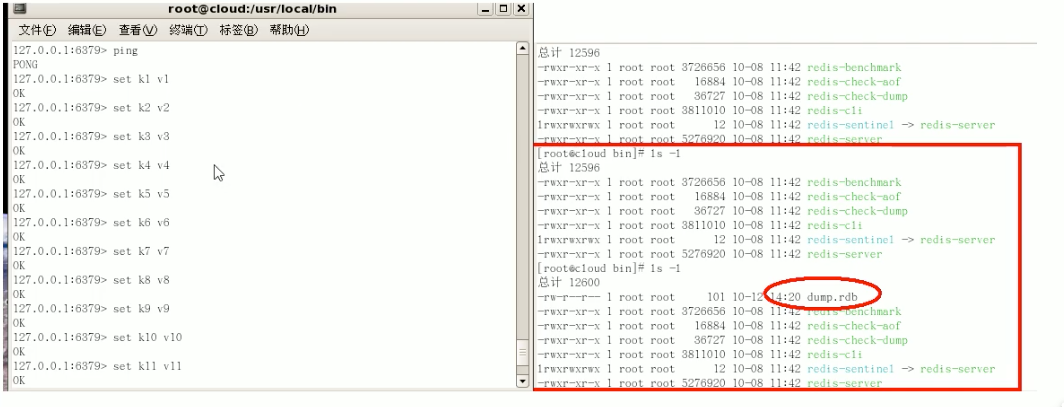 root@cloud:/usr/local/bin
文件(F) 编辑(E) 查看(V) 终端(T) 标签(B) 帮助(H)
127.0.0.1:6379> ping
PONG
127.0.0.1:6379> set k1 v1
OK
127.0.0.1:6379> set k2 v2
OK
127.0.0.1:6379> set k3 v3
OK
127.0.0.1:6379> set k4 v4
OK
127.0.0.1:6379> set k5 v5
OK
127.0.0.1:6379> set k6 v6
OK
127.0.0.1:6379> set k7 v7
OK
127.0.0.1:6379> set k8 v8
OK
127.0.0.1:6379> set k9 v9
OK
127.0.0.1:6379> set k10 v10
OK
127.0.0.1:6379> set k11 v11
OK
总计 12596
-rwxr-xr-x 1 root root 3726656 10-08 11:42 redis-benchmark
-rwxr-xr-x 1 root root 16884 10-08 11:42 redis-check-aof
-rwxr-xr-x 1 root root 36727 10-08 11:42 redis-check-dump
-rwxr-xr-x 1 root root 3811010 10-08 11:42 redis-cli
lrwxrwxrwx 1 root root 12 10-08 11:42 redis-sentinel -> redis-server
-rwxr-xr-x 1 root root 5276920 10-08 11:42 redis-server
[root@cloud bin]# ls -l
总计 12596
-rwxr-xr-x 1 root root 3726656 10-08 11:42 redis-benchmark
-rwxr-xr-x 1 root root 16884 10-08 11:42 redis-check-aof
-rwxr-xr-x 1 root root 36727 10-08 11:42 redis-check-dump
-rwxr-xr-x 1 root root 3811010 10-08 11:42 redis-cli
lrwxrwxrwx 1 root root 12 10-08 11:42 redis-sentinel -> redis-server
-rwxr-xr-x 1 root root 5276920 10-08 11:42 redis-server
[root@cloud bin]# ls -l
总计 12600
-rw-r--r-- 1 root root 101 10-12 14:20 dump.rdb
-rwxr-xr-x 1 root root 3726656 10-08 11:42 redis-benchmark
-rwxr-xr-x 1 root root 16884 10-08 11:42 redis-check-aof
-rwxr-xr-x 1 root root 36727 10-08 11:42 redis-check-dump
-rwxr-xr-x 1 root root 3811010 10-08 11:42 redis-cli
lrwxrwxrwx 1 root root 12 10-08 11:42 redis-sentinel -> redis-server
-rwxr-xr-x 1 root root 5276920 10-08 11:42 redis-server